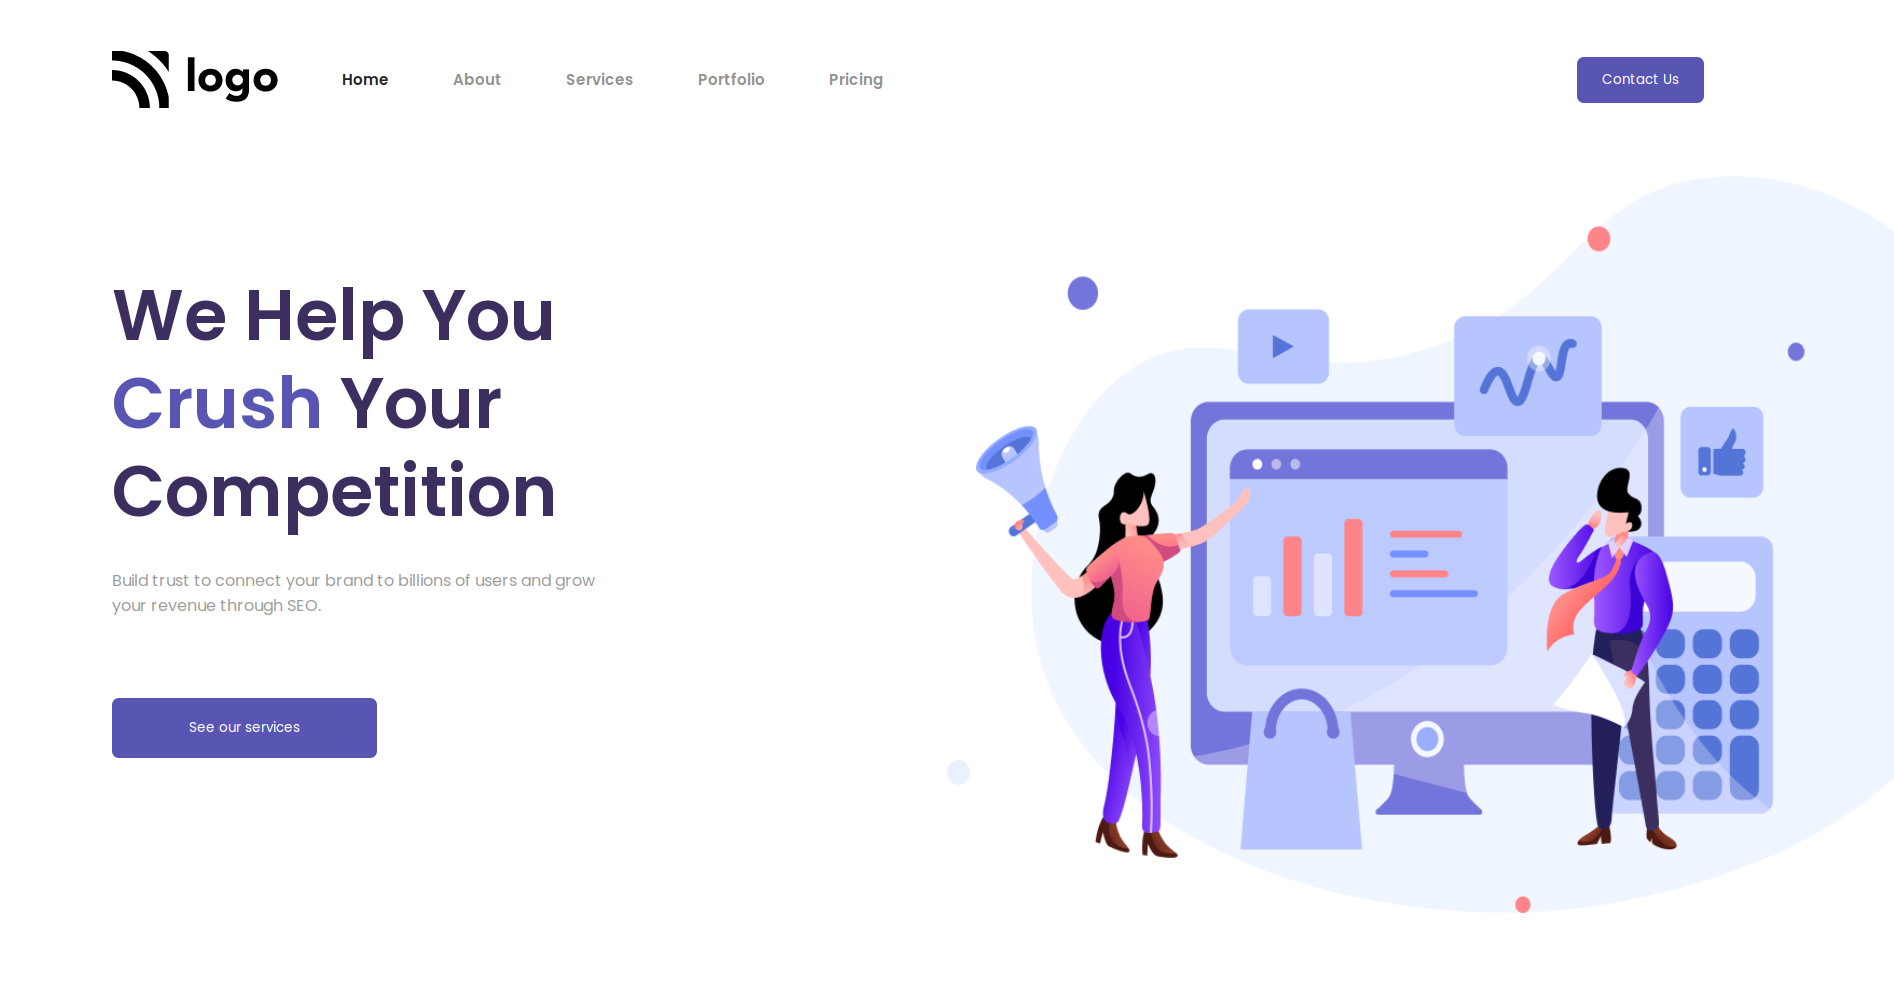 logo
Home
About
Services
Portfolio
Pricing
Contact Us
We Help You
Crush Your
Competition
Build trust to connect your brand to billions of users and grow
your revenue through SEO.
See our services